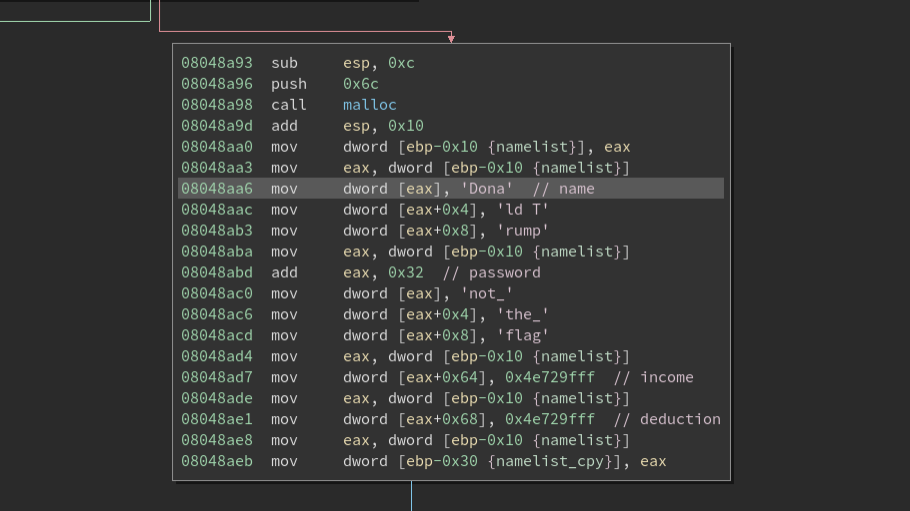 08048a93 sub esp, 0xc
08048a96 push 0x6c
08048a98 call malloc
08048a9d add esp, 0x10
08048aa0 mov dword [ebp-0x10 {namelist}], eax
08048aa3 mov eax, dword [ebp-0x10 {namelist}]
08048aa6 mov dword [eax], 'Dona' // name
08048aac mov dword [eax+0x4], 'ld T'
08048ab3 mov dword [eax+0x8], 'rump'
08048aba mov eax, dword [ebp-0x10 {namelist}]
08048abd add eax, 0x32 // password
08048ac0 mov dword [eax], 'not_'
08048ac6 mov dword [eax+0x4], 'the_'
08048acd mov dword [eax+0x8], 'flag'
08048ad4 mov eax, dword [ebp-0x10 {namelist}]
08048ad7 mov dword [eax+0x64], 0x4e729fff // income
08048ade mov eax, dword [ebp-0x10 {namelist}]
08048ae1 mov dword [eax+0x68], 0x4e729fff // deduction
08048ae8 mov eax, dword [ebp-0x10 {namelist}]
08048aeb mov dword [ebp-0x30 {namelist_cpy}], eax